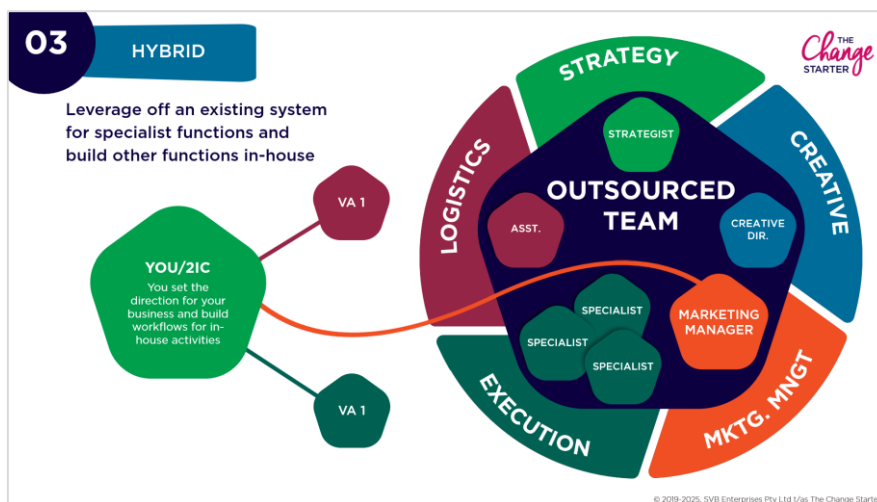 03
HYBRID
THE
Change
STARTER
Leverage off an existing system
for specialist functions and
build other functions in-house
VA 1
YOU/2IC
You set the
direction for your
business and build
workflows for in-
house activities
VA 1
STRATEGY
CREATIVE
MKTG. MNGT
EXECUTION
LOGISTICS
STRATEGIST
OUTSOURCED
TEAM
ASST.
CREATIVE
DIR.
SPECIALIST
SPECIALIST
SPECIALIST
MARKETING
MANAGER
© 2019-2025. SVB Enterprises Pty Ltd t/as The Change Starte